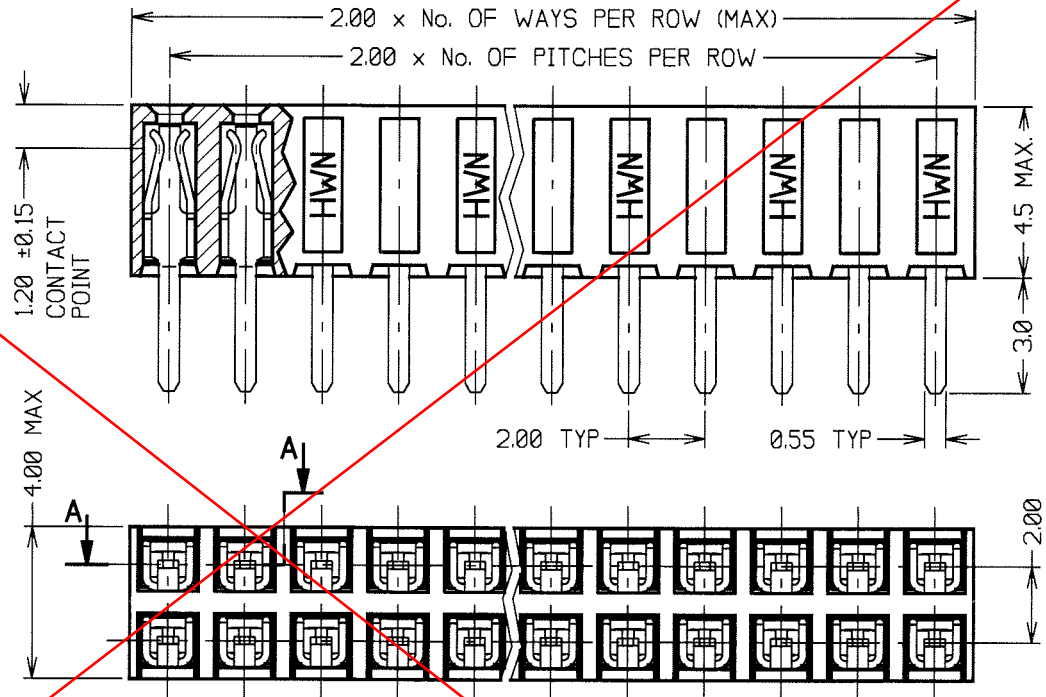 2.00 x No. OF WAYS PER ROW (MAX)
2.00 x No. OF PITCHES PER ROW
1.20 ±0.15
CONTACT
POINT
HWN
HWN
HWN
HWN
HWN
4.5 MAX.
3.0
2.00 TYP
0.55 TYP
4.00 MAX
A
A
2.00